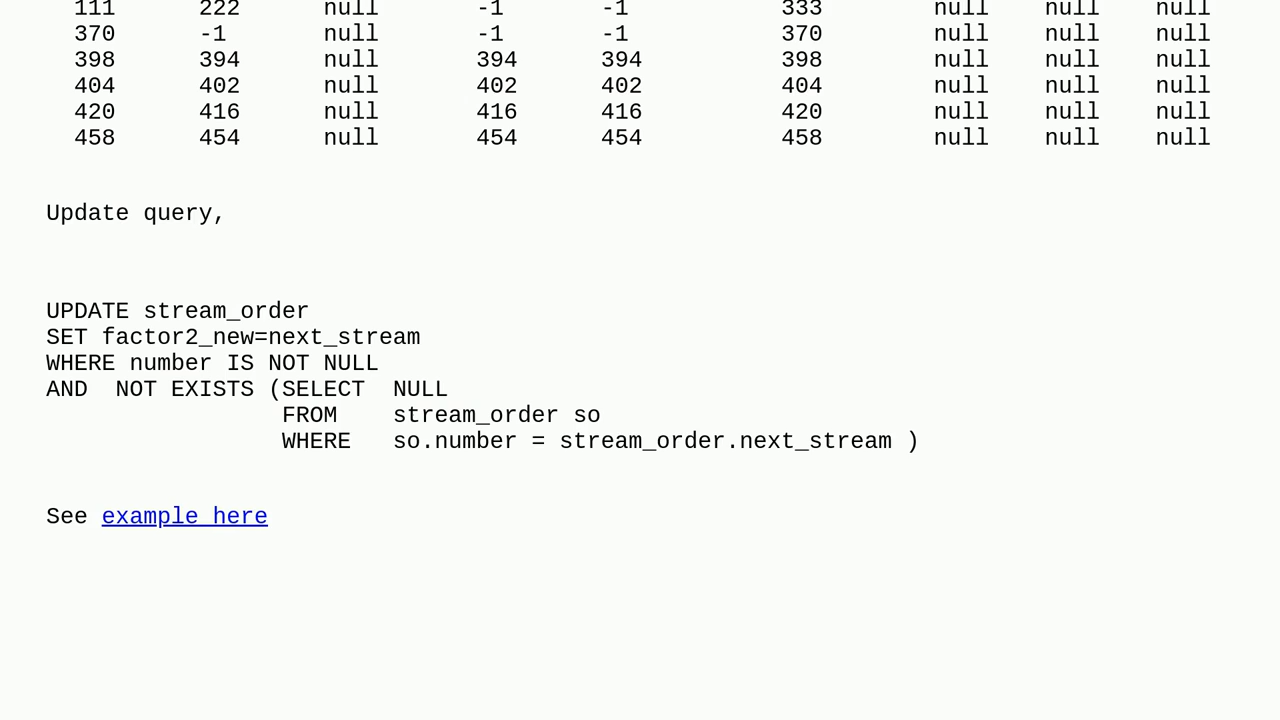 111 222 null -1 -1 333 null null null
370 -1 null -1 -1 370 null null null
398 394 null 394 394 398 null null null
404 402 null 402 402 404 null null null
420 416 null 416 416 420 null null null
458 454 null 454 454 458 null null null
Update query,
UPDATE stream_order
SET factor2_new=next_stream
WHERE number IS NOT NULL
AND  NOT EXISTS (SELECT  NULL
FROM    stream_order so
WHERE   so.number = stream_order.next_stream )
See example here